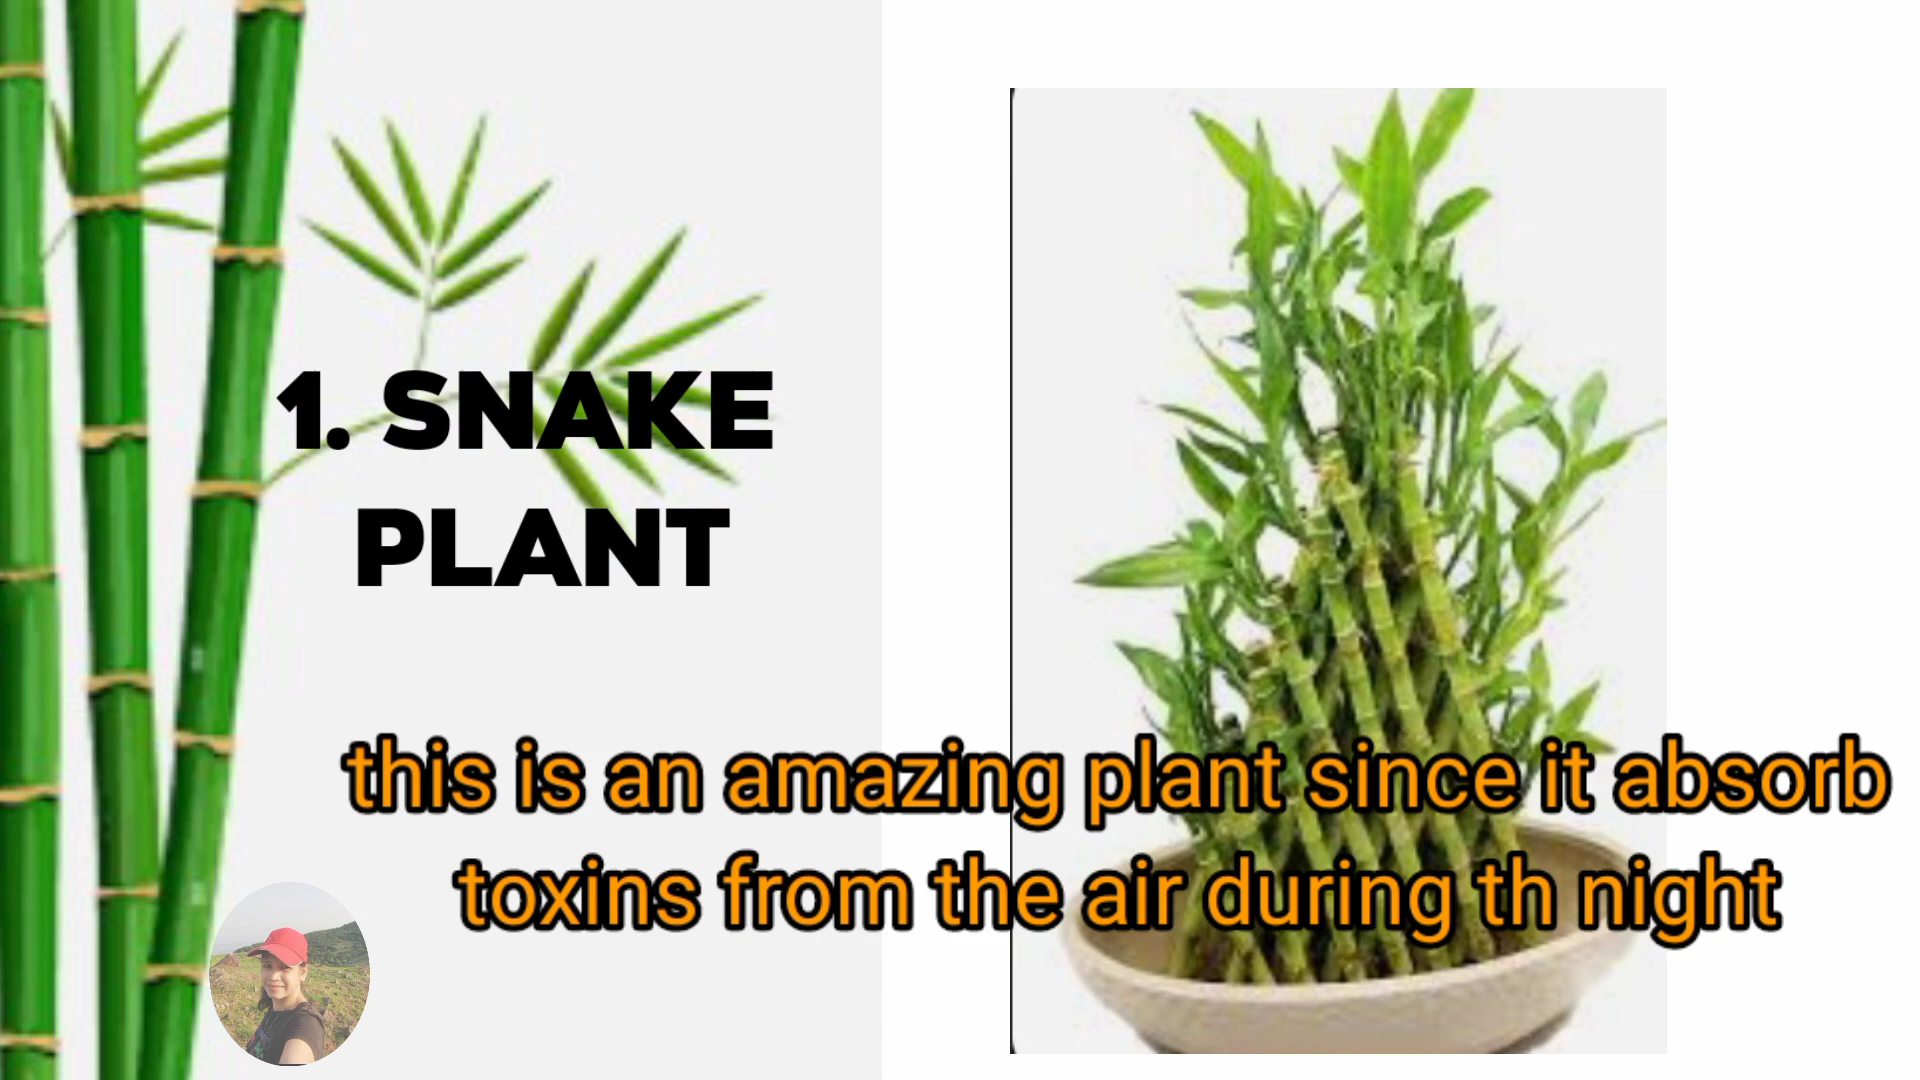 1. SNAKE
PLANT
this is an amazing plant since it absorb
toxins from the air during th night